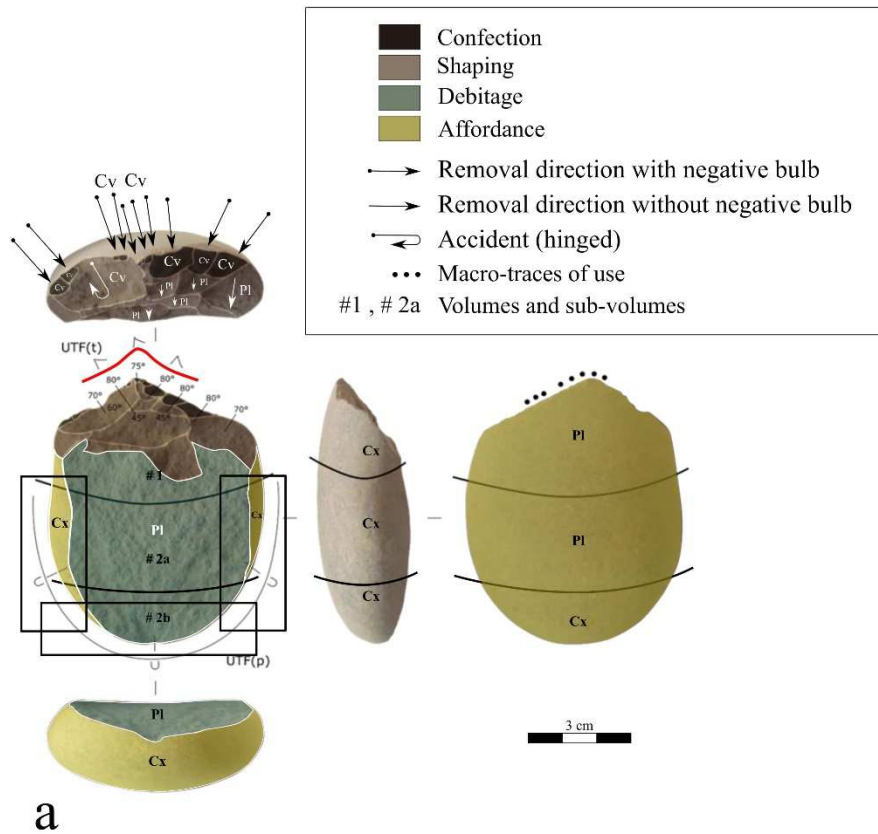 Confection
Shaping
Debitage
Affordance
Removal direction with negative bulb
Removal direction without negative bulb
Accident (hinged)
Macro-traces of use
#1 , # 2a Volumes and sub-volumes
Cv Cv
Cv
Cv
Cv
Cv
Cv
Pl
Pl
Pl
Pl
Pl
Pl
UTF(t)
75°
80°
80°
70°
60°
45°
45°
80°
70°
# 1
Cx
Pl
Cx
# 2a
# 2b
UTF(p)
Cx
Cx
Cx
Pl
Pl
Cx
Pl
Cx
3 cm
a